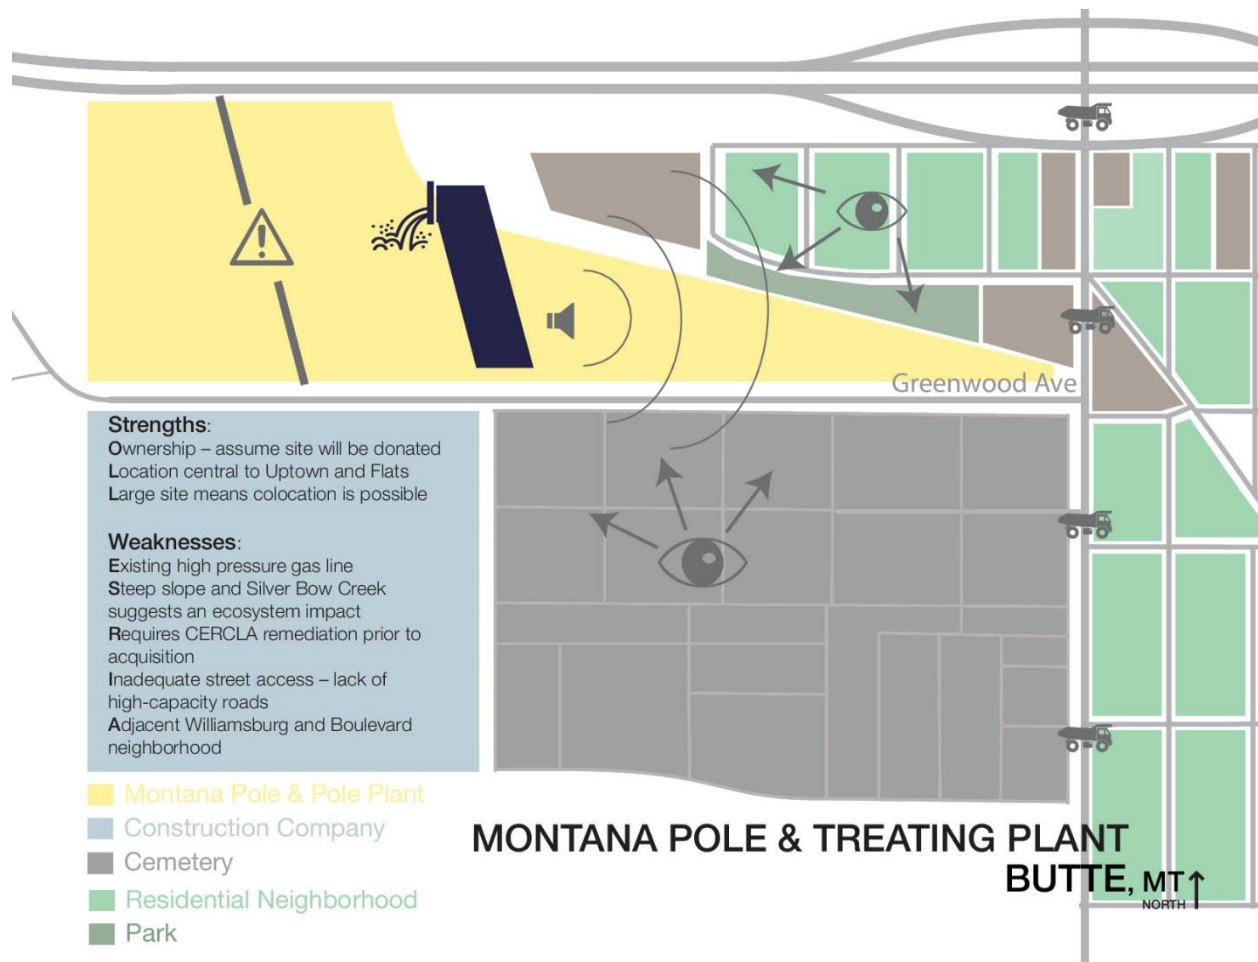 Greenwood Ave
Strengths:
Ownership – assume site will be donated
Location central to Uptown and Flats
Large site means colocation is possible
Weaknesses:
Existing high pressure gas line
Steep slope and Silver Bow Creek
suggests an ecosystem impact
Requires CERCLA remediation prior to
acquisition
Inadequate street access – lack of
high-capacity roads
Adjacent Williamsburg and Boulevard
neighborhood
Montana Pole & Pole Plant
Construction Company
Cemetery
Residential Neighborhood
Park
MONTANA POLE & TREATING PLANT
BUTTE, MT
NORTH